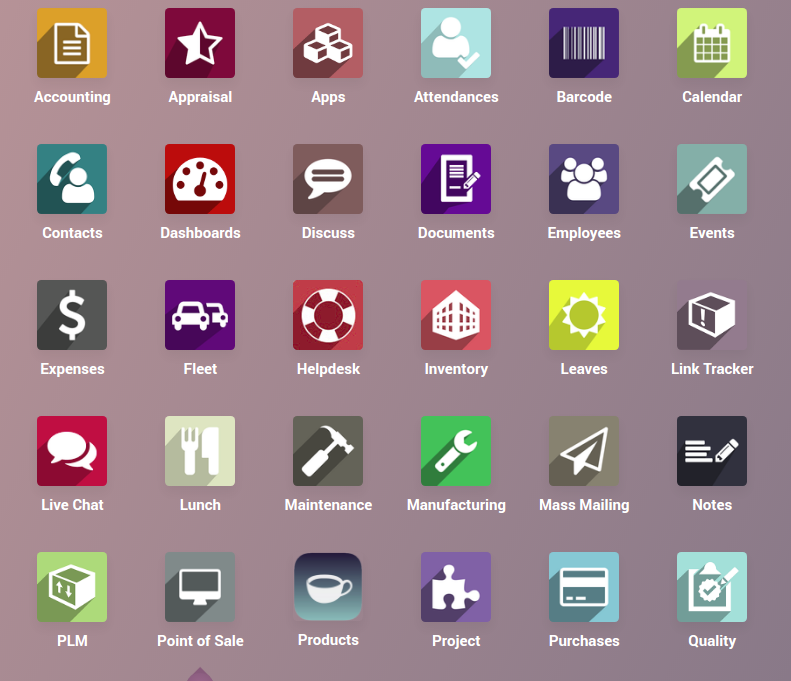 Accounting Appraisal Apps Attendances Barcode Calendar
Contacts Dashboards Discuss Documents Employees Events
Expenses Fleet Helpdesk Inventory Leaves Link Tracker
Live Chat Lunch Maintenance Manufacturing Mass Mailing Notes
PLM Point of Sale Products Project Purchases Quality